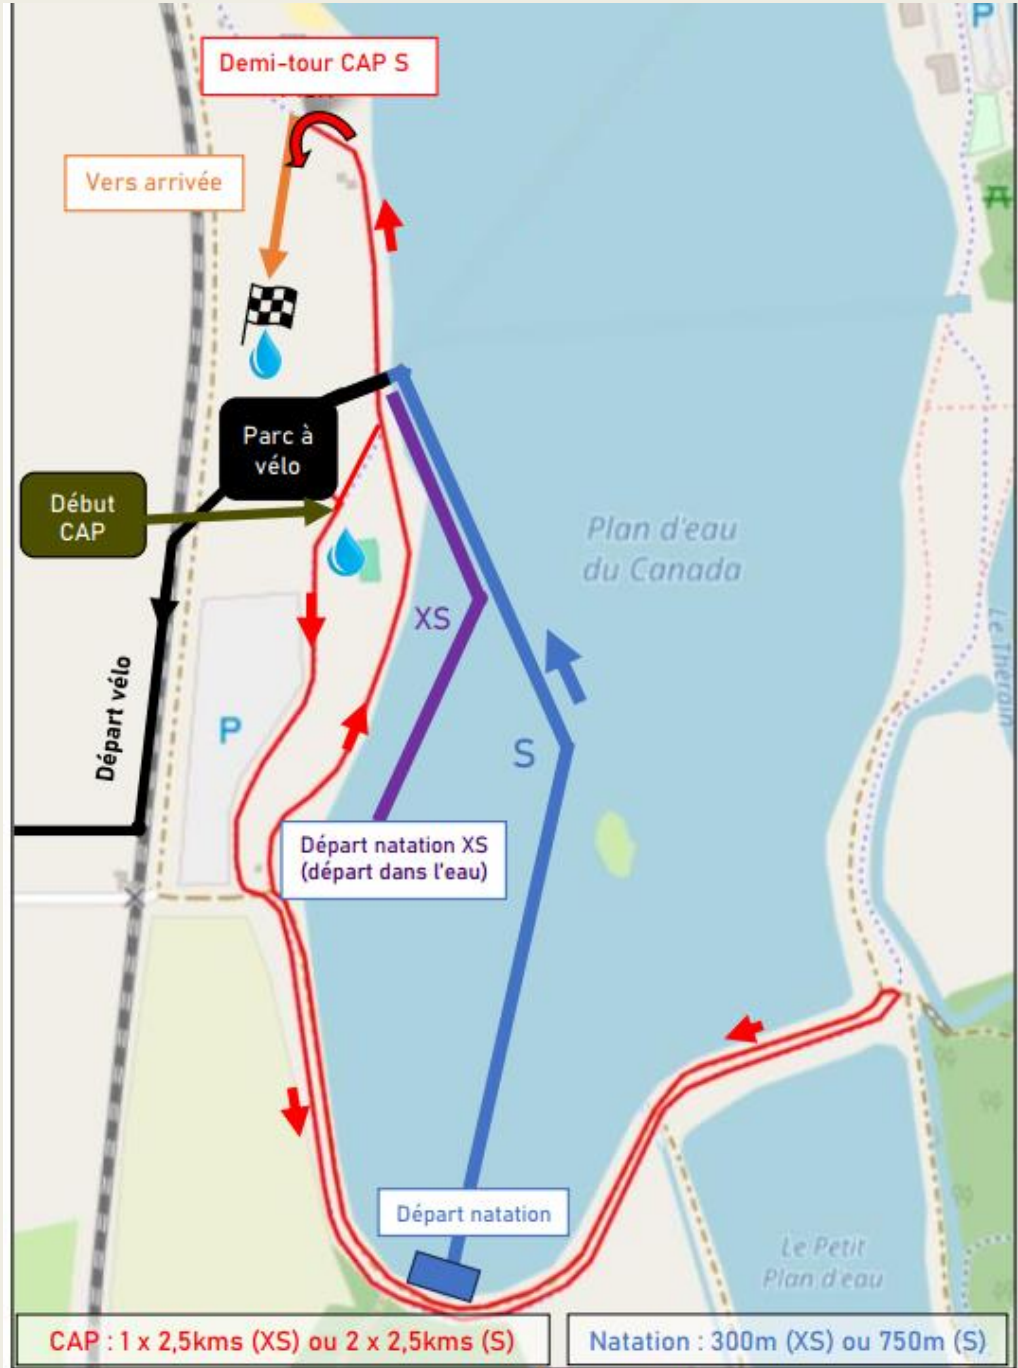 P
Demi-tour CAP S
Vers arrivée
Parc à
vélo
Début
CAP
Plan d'eau
du Canada
XS
Le Thérain
Départ vélo
P
S
Départ natation XS
(départ dans l'eau)
Départ natation
Le Petit
Plan d'eau
CAP : 1 x 2,5kms (XS) ou 2 x 2,5kms (S)
Natation : 300m (XS) ou 750m (S)